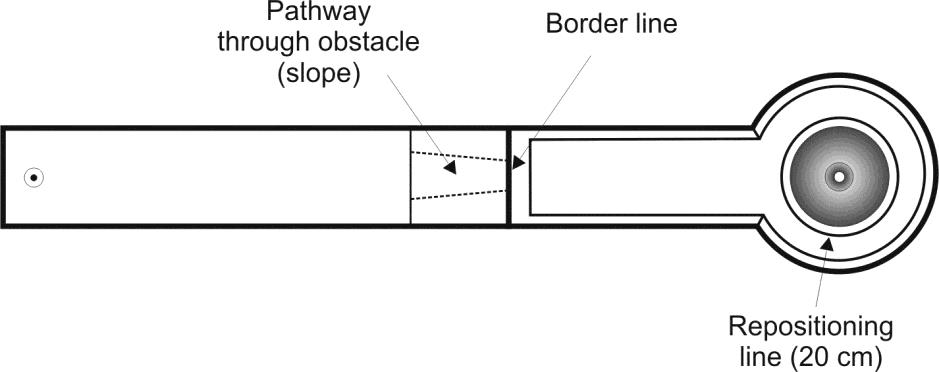 Pathway
through obstacle
(slope)
Border line
Repositioning
line (20 cm)